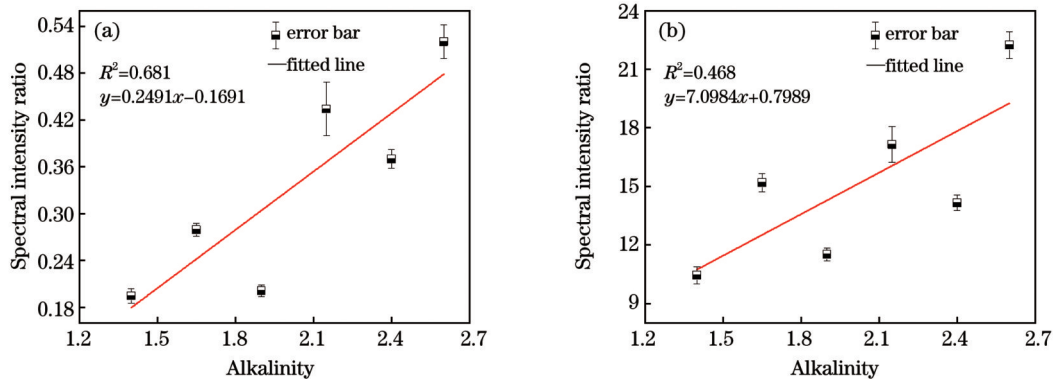 (a)
error bar
fitted line
R²=0.681
y=0.2491x−0.1691
0.54
0.48
0.42
0.36
0.30
0.24
0.18
Spectral intensity ratio
1.2 1.5 1.8 2.1 2.4 2.7
Alkalinity
(b)
error bar
fitted line
R²=0.468
y=7.0984x+0.7989
24
21
18
15
12
9
Spectral intensity ratio
1.2 1.5 1.8 2.1 2.4 2.7
Alkalinity